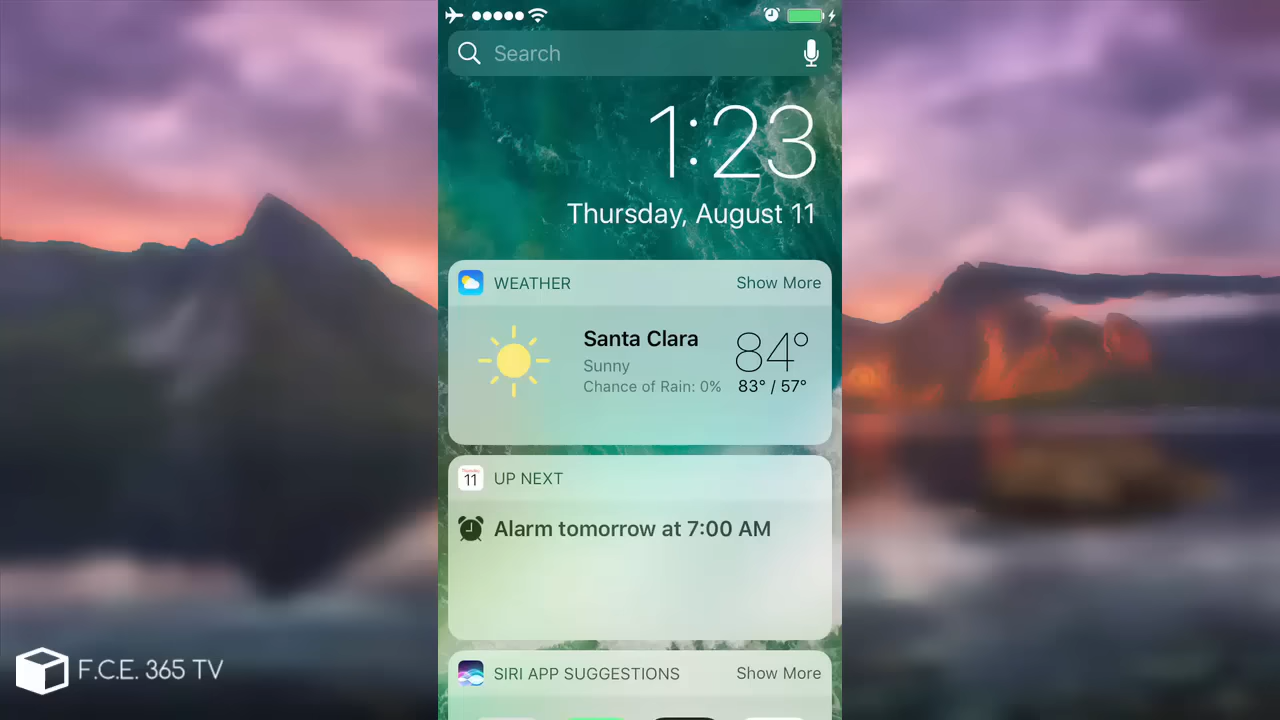 Search
1:23
Thursday, August 11
WEATHER
Show More
Santa Clara
84°
Sunny
Chance of Rain: 0%
83° / 57°
Thursday
11
UP NEXT
Alarm tomorrow at 7:00 AM
SIRI APP SUGGESTIONS
Show More
F.C.E. 365 TV